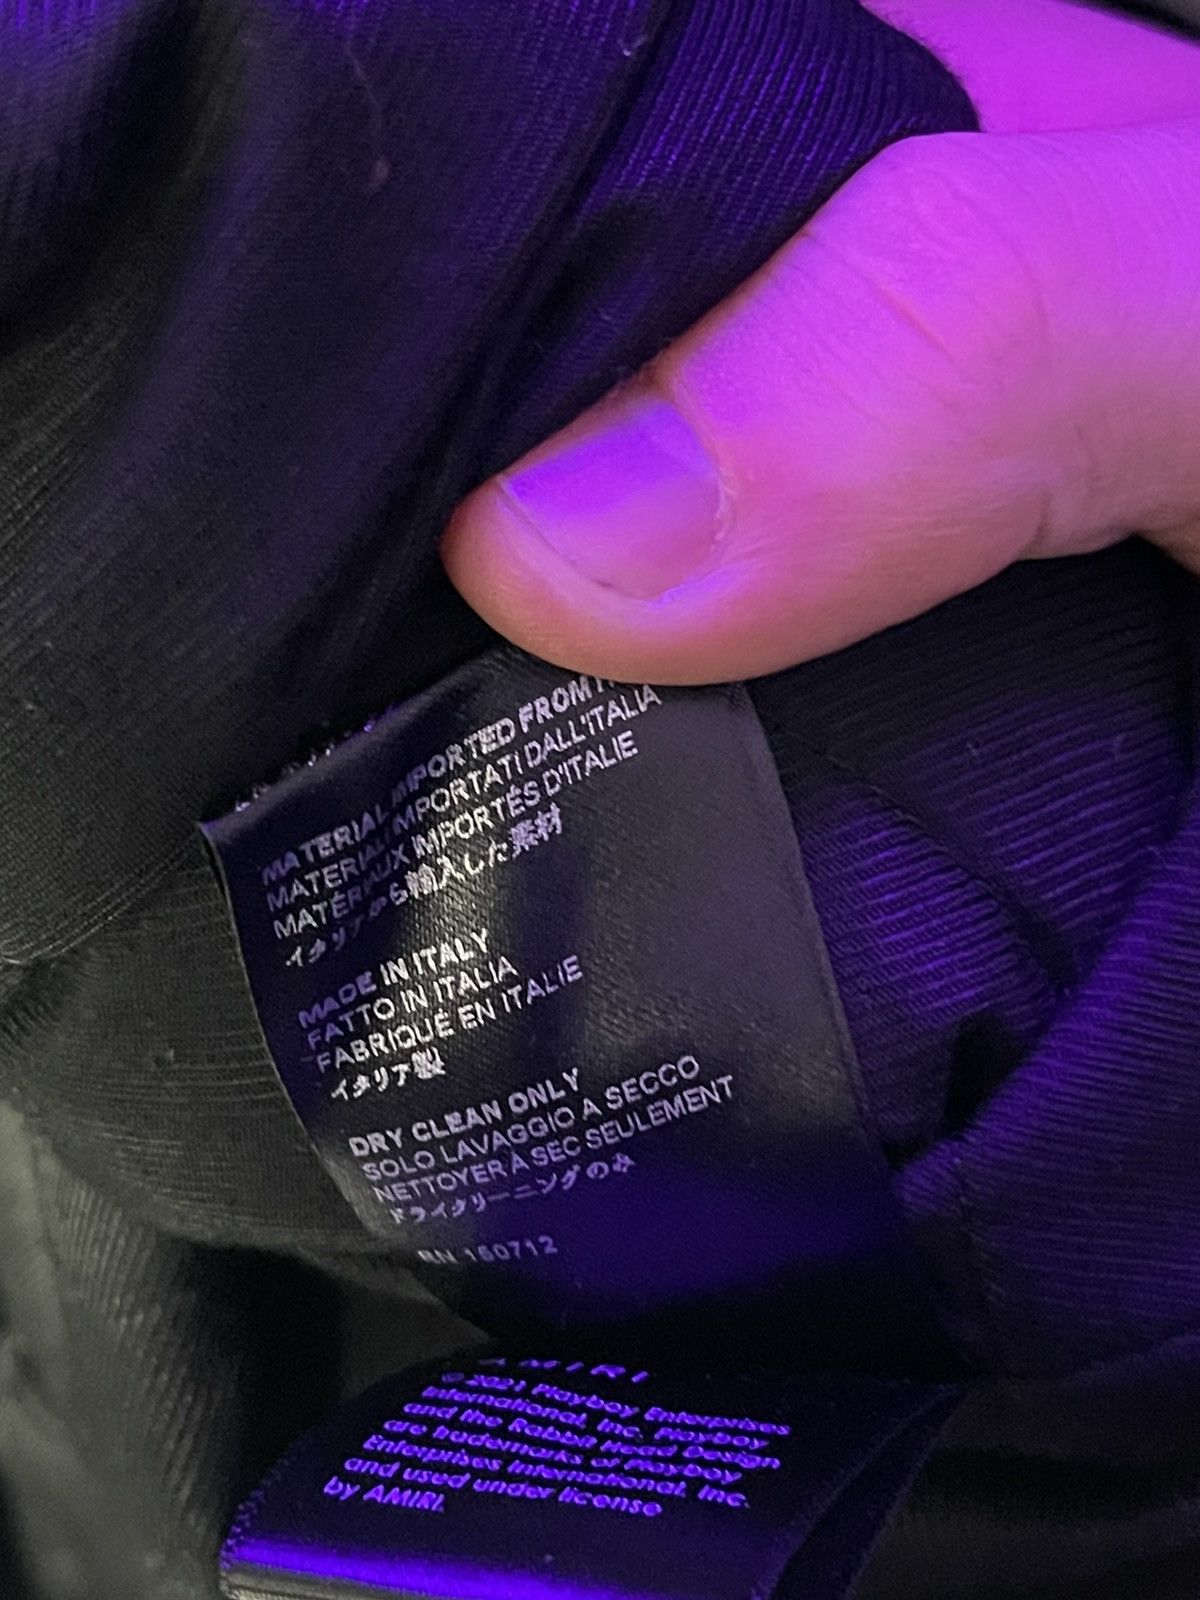 MATERIAL IMPORTED FROM
MATERIALI IMPORTATI DALL'ITALIA
MATÉRIAUX IMPORTÉS D'ITALIE
イタリアから輸入した素材
MADE IN ITALY
FATTO IN ITALIA
FABRIQUÉ EN ITALIE
イタリア製
DRY CLEAN ONLY
SOLO LAVAGGIO A SECCO
NETTOYER À SEC SEULEMENT
ドライクリーニングのみ
RN 150712
AMIRI
© 2021 Playboy Enterprises
International, Inc. Playboy
and the Rabbit Head Design
are trademarks of Playboy
Enterprises International, Inc.
and used under license
by AMIRI.